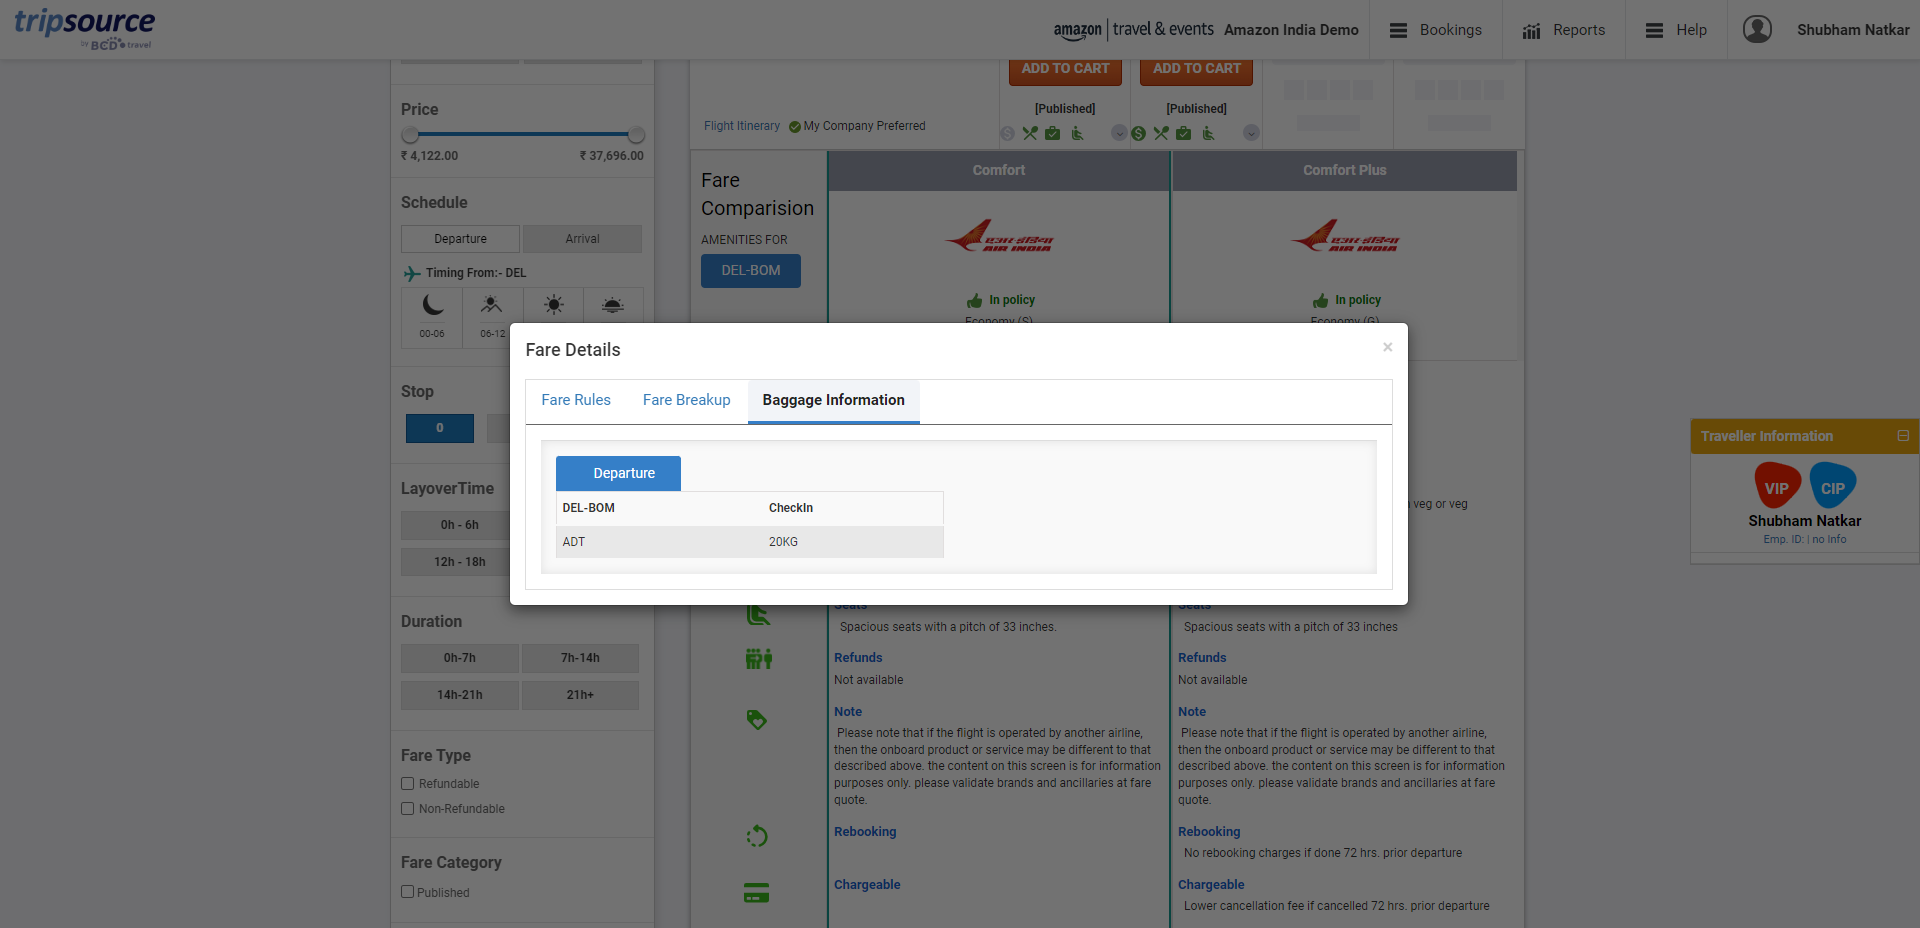 tripsource
by BCD travel
amazon | travel & events Amazon India Demo
Bookings
Reports
Help
Shubham Natkar
Price
₹ 4,122.00 ₹ 37,696.00
Schedule
Departure Arrival
Timing From:- DEL
00-06 06-12
Stop
0
LayoverTime
0h - 6h
12h - 18h
Duration
0h-7h 7h-14h
14h-21h 21h+
Fare Type
Refundable
Non-Refundable
Fare Category
Published
ADD TO CART ADD TO CART
[Published] [Published]
Flight Itinerary My Company Preferred
Fare
Comparision
AMENITIES FOR
DEL-BOM
Comfort Comfort Plus
एअर-इंडिया एअर-इंडिया
AIR INDIA AIR INDIA
In policy In policy
Economy (S) Economy (G)
Fare Details ×
Fare Rules Fare Breakup Baggage Information
Departure
DEL-BOM CheckIn
ADT 20KG
veg or veg
Seats Seats
Spacious seats with a pitch of 33 inches. Spacious seats with a pitch of 33 inches
Refunds Refunds
Not available Not available
Note Note
Please note that if the flight is operated by another airline, Please note that if the flight is operated by another airline,
then the onboard product or service may be different to that then the onboard product or service may be different to that
described above. the content on this screen is for information described above. the content on this screen is for information
purposes only. please validate brands and ancillaries at fare purposes only. please validate brands and ancillaries at fare
quote. quote.
Rebooking Rebooking
No rebooking charges if done 72 hrs. prior departure
Chargeable Chargeable
Lower cancellation fee if cancelled 72 hrs. prior departure
Traveller Information
VIP CIP
Shubham Natkar
Emp. ID: | no Info